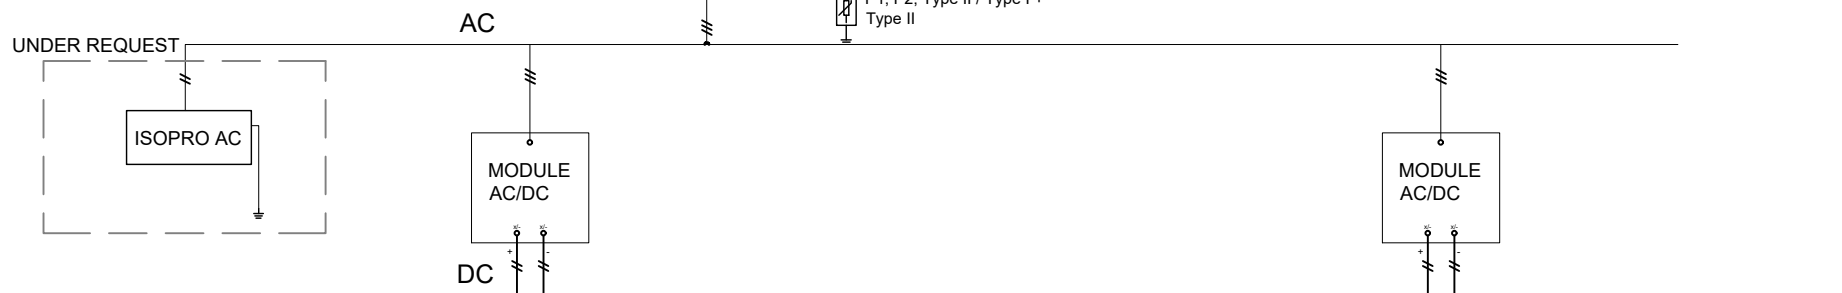 AC
Type II
UNDER REQUEST
ISOPRO AC
MODULE
AC/DC
MODULE
AC/DC
+
-
+
-
DC